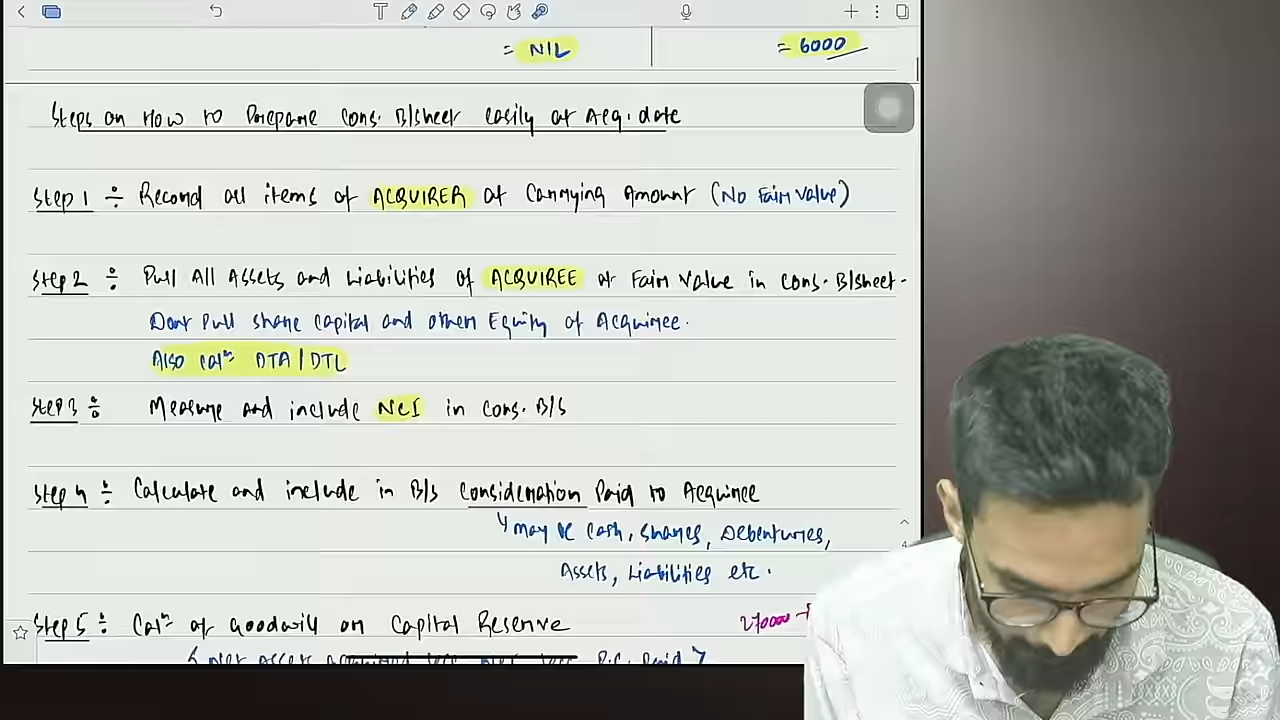 = NIL
= 6000
Steps on How to Prepare Cons. B/sheet easily at Acq. date
Step 1 ÷ Record all items of ACQUIRER at Carrying Amount (No Fair Value)
Step 2 ÷ Pull All Assets and Liabilities of ACQUIREE at Fair Value in Cons. B/sheet.
Dont Pull share capital and other Equity of Acquiree.
Also calⁿ DTA/DTL
Step 3 ÷ Measure and include NCI in Cons. B/S
Step 4 ÷ Calculate and include in B/S Consideration Paid to Acquiree
may be cash, shares, Debentures,
Assets, Liabilities etc.
Step 5 ÷ Calⁿ of Goodwill or Capital Reserve
27000